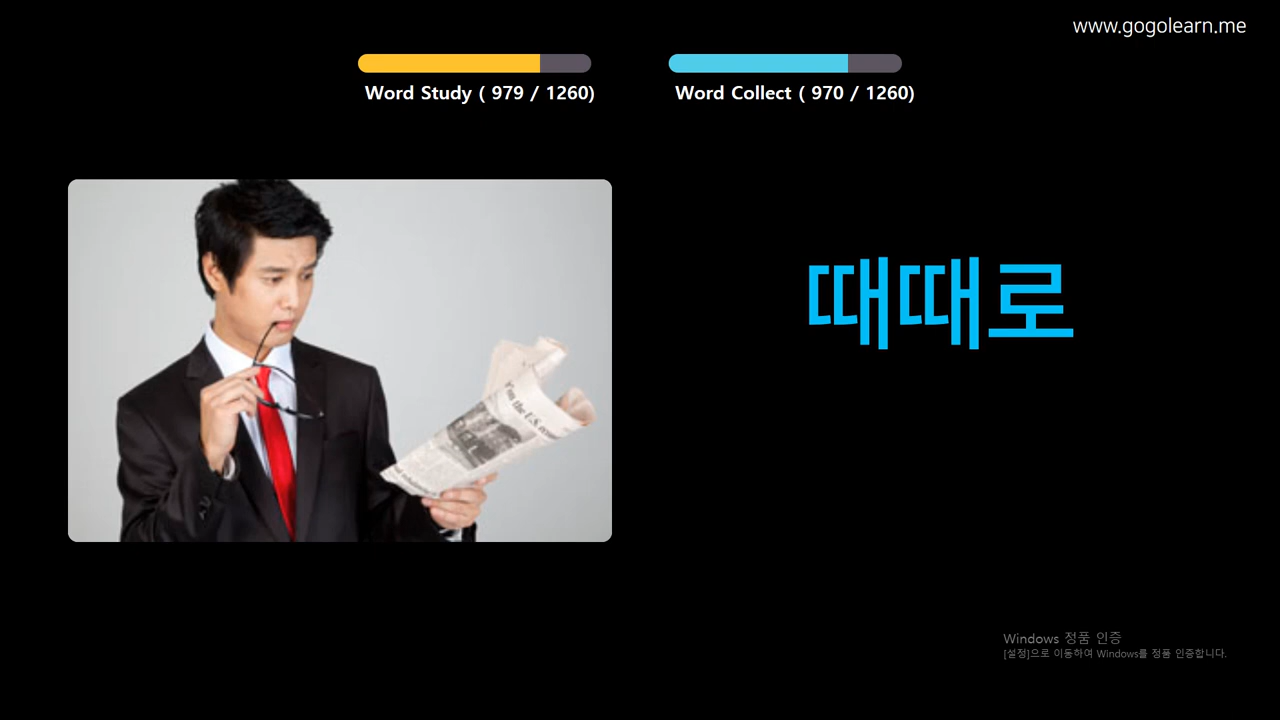 www.gogolearn.me
Word Study ( 979 / 1260)
Word Collect ( 970 / 1260)
때때로
Windows 정품 인증
[설정]으로 이동하여 Windows를 정품 인증합니다.